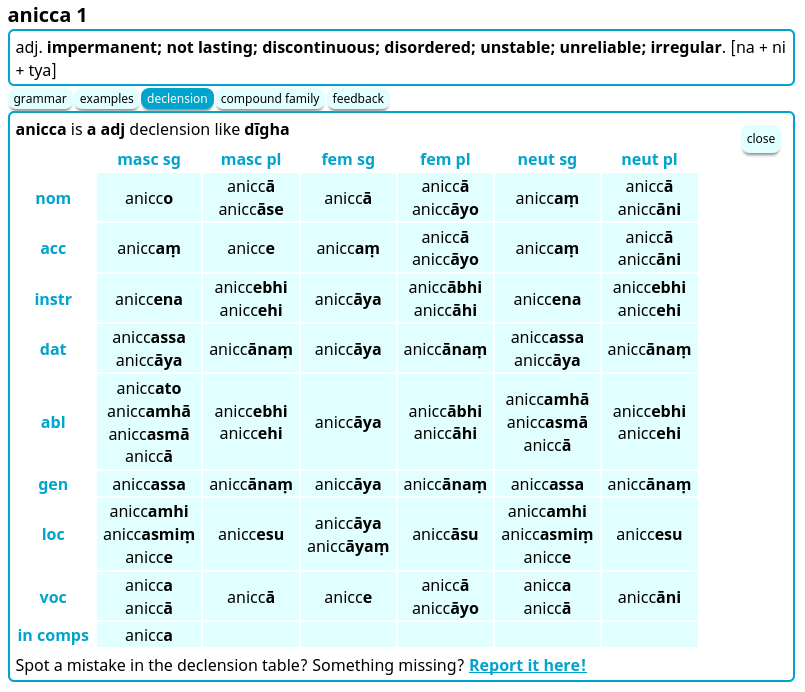 anicca 1
adj. impermanent; not lasting; discontinuous; disordered; unstable; unreliable; irregular. [na + ni
+ tya]
grammar examples declension compound family feedback
anicca is a adj declension like dīgha
close
masc sg masc pl fem sg fem pl neut sg neut pl
nom anicco aniccā aniccāse aniccā aniccā aniccāyo aniccaṃ aniccā aniccāni
acc aniccaṃ anicce aniccaṃ aniccā aniccāyo aniccaṃ aniccā aniccāni
instr aniccena aniccebhi aniccehi aniccāya aniccābhi aniccāhi aniccena aniccebhi aniccehi
dat aniccassa aniccāya aniccānaṃ aniccāya aniccānaṃ aniccassa aniccāya aniccānaṃ
abl aniccato aniccamhā aniccasmā aniccā aniccebhi aniccehi aniccāya aniccābhi aniccāhi aniccamhā aniccasmā aniccā aniccebhi aniccehi
gen aniccassa aniccānaṃ aniccāya aniccānaṃ aniccassa aniccānaṃ
loc aniccamhi aniccasmiṃ anicce aniccesu aniccāya aniccāyaṃ aniccāsu aniccamhi aniccasmiṃ anicce aniccesu
voc anicca aniccā aniccā anicce aniccā aniccāyo anicca aniccā aniccāni
in comps anicca
Spot a mistake in the declension table? Something missing? Report it here!